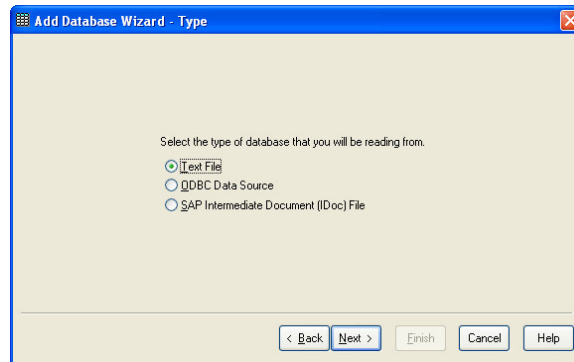 Add Database Wizard - Type
Select the type of database that you will be reading from.
Text File
ODBC Data Source
SAP Intermediate Document (IDoc) File
< Back Next > Finish Cancel Help